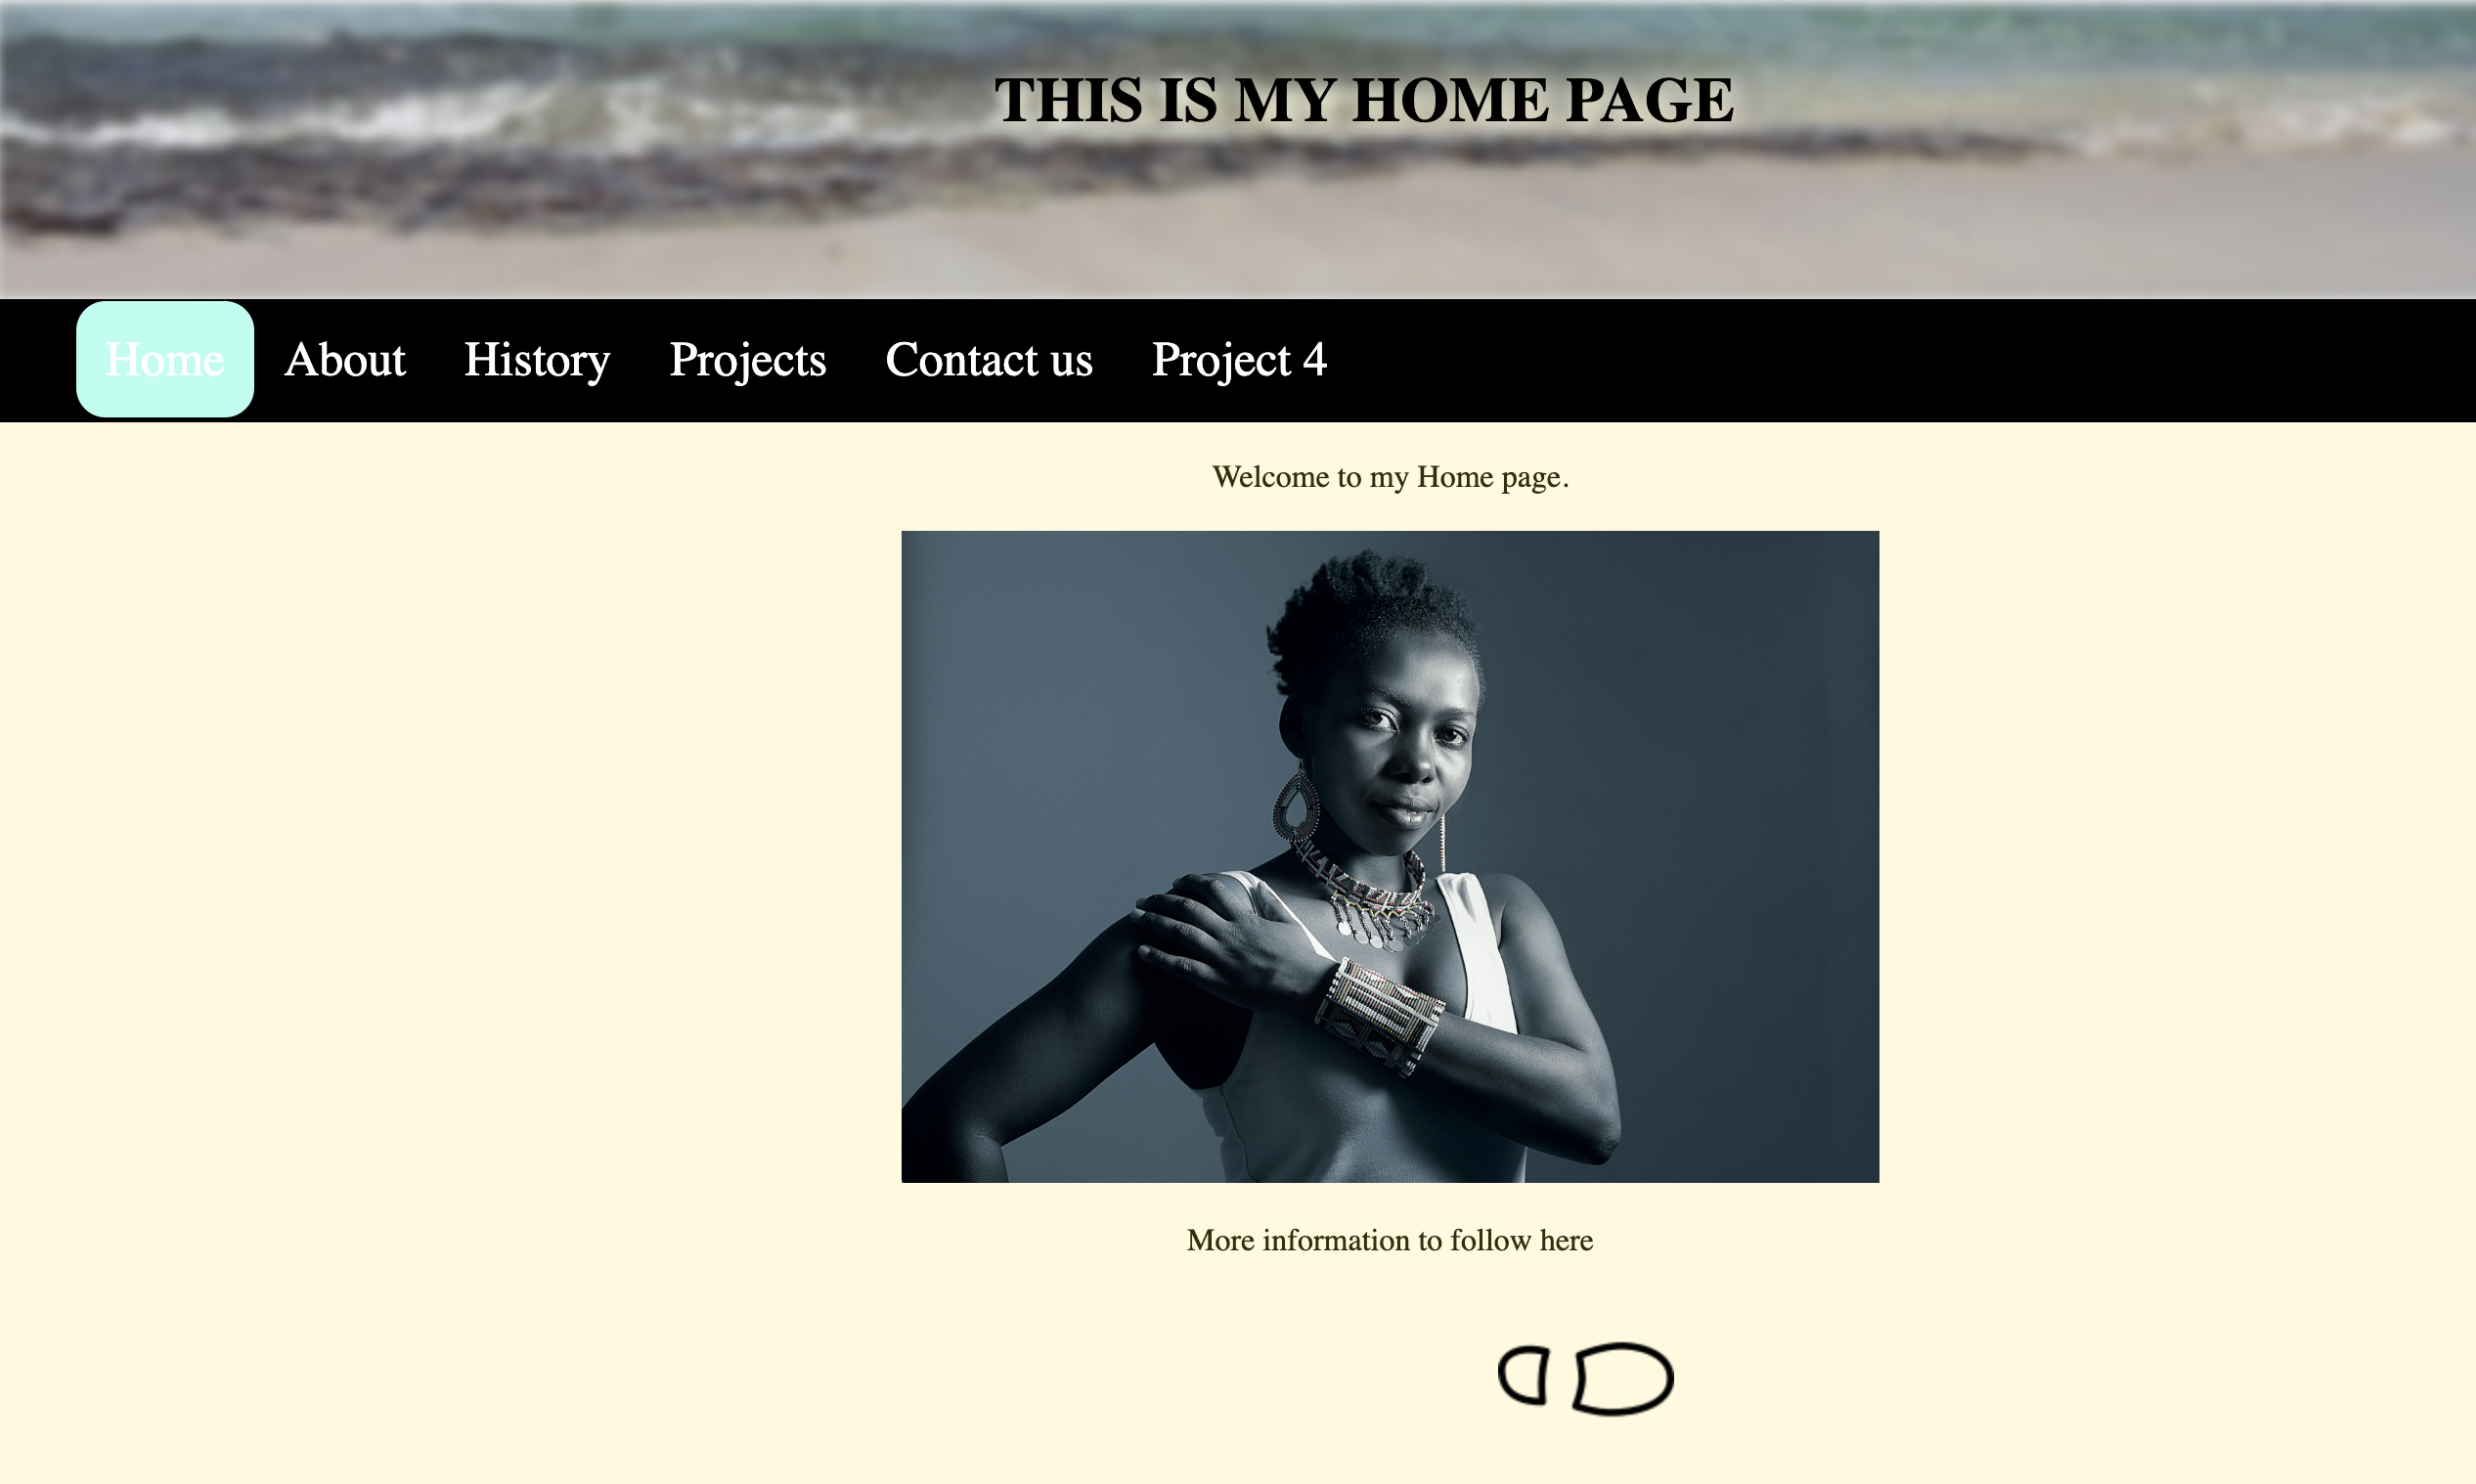 THIS IS MY HOME PAGE
Home About History Projects Contact us Project 4
Welcome to my Home page.
More information to follow here